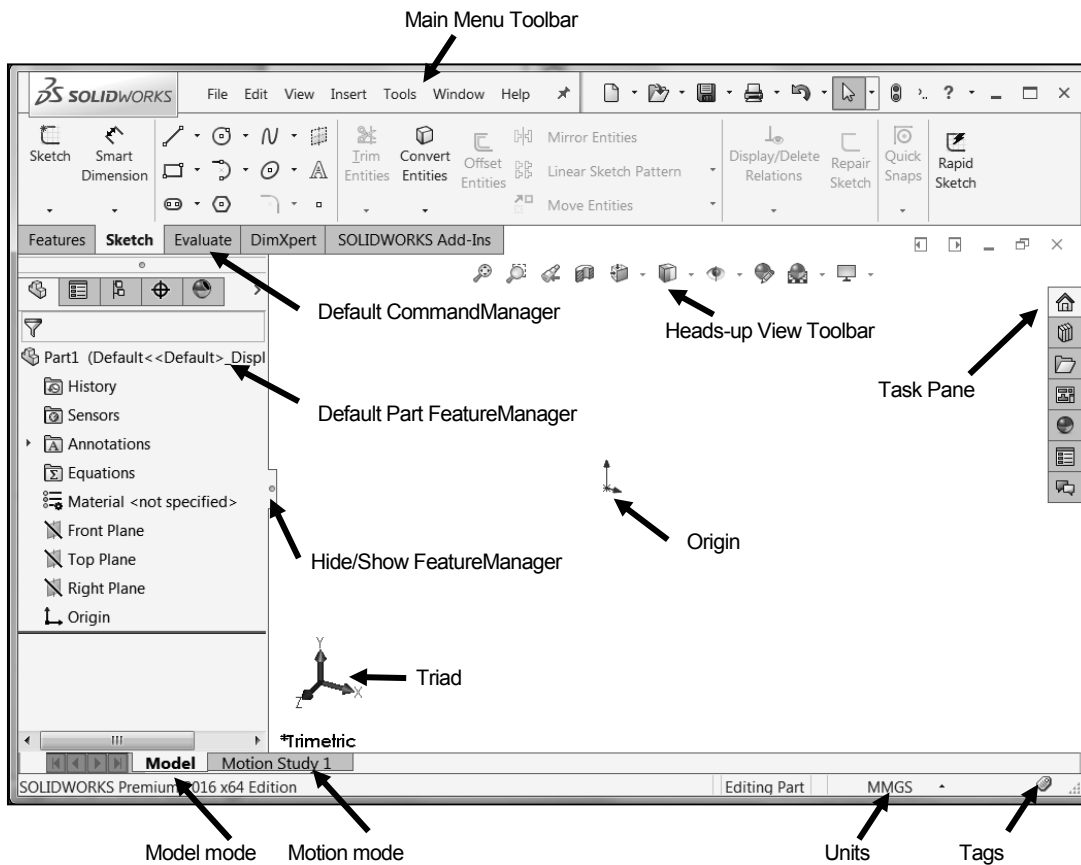 Main Menu Toolbar
SOLIDWORKS File Edit View Insert Tools Window Help ?
Sketch Smart Dimension Trim Entities Convert Entities Offset Entities Mirror Entities Display/Delete Relations Repair Sketch Quick Snaps Rapid Sketch
Linear Sketch Pattern
Move Entities
Features Sketch Evaluate DimXpert SOLIDWORKS Add-Ins
Default CommandManager
Heads-up View Toolbar
Part1 (Default<<Default>_Displ
Task Pane
History
Default Part FeatureManager
Sensors
Annotations
Equations
Material <not specified>
Front Plane
Origin
Top Plane
Hide/Show FeatureManager
Right Plane
Origin
Y
Triad
X
Z
*Trimetric
Model Motion Study 1
SOLIDWORKS Premium 2016 x64 Edition Editing Part MMGS
Model mode Motion mode Units Tags